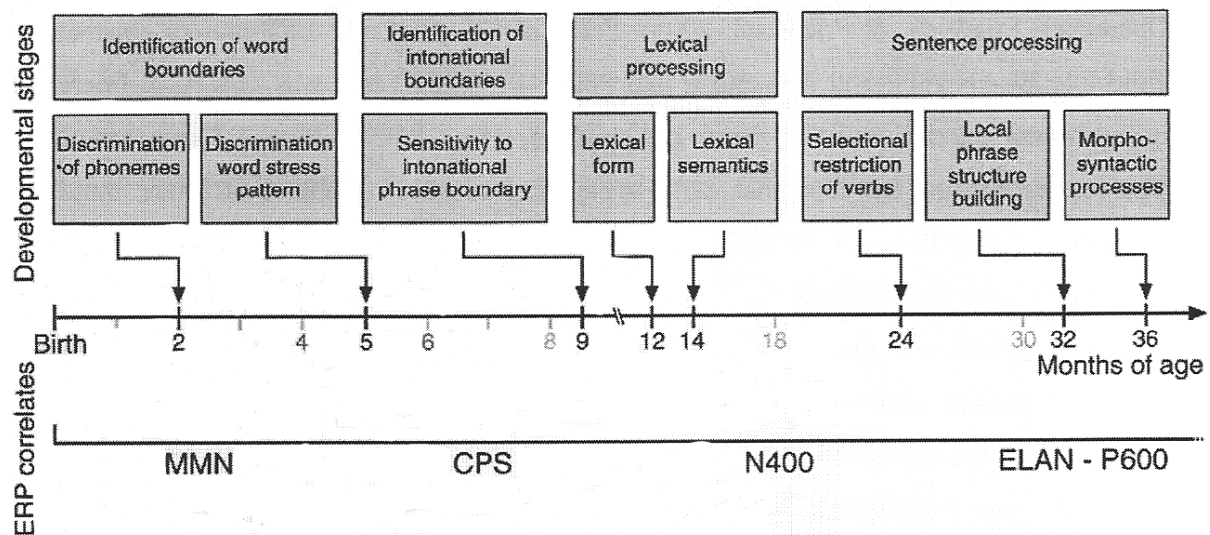 Developmental stages
Identification of word
boundaries
Identification of
intonational
boundaries
Lexical
processing
Sentence processing
Discrimination
of phonemes
Discrimination
word stress
pattern
Sensitivity to
intonational
phrase boundary
Lexical
form
Lexical
semantics
Selectional
restriction
of verbs
Local
phrase
structure
building
Morpho-
syntactic
processes
Birth 2 4 5 6 8 9 12 14 18 24 30 32 36
Months of age
ERP correlates
MMN CPS N400 ELAN - P600